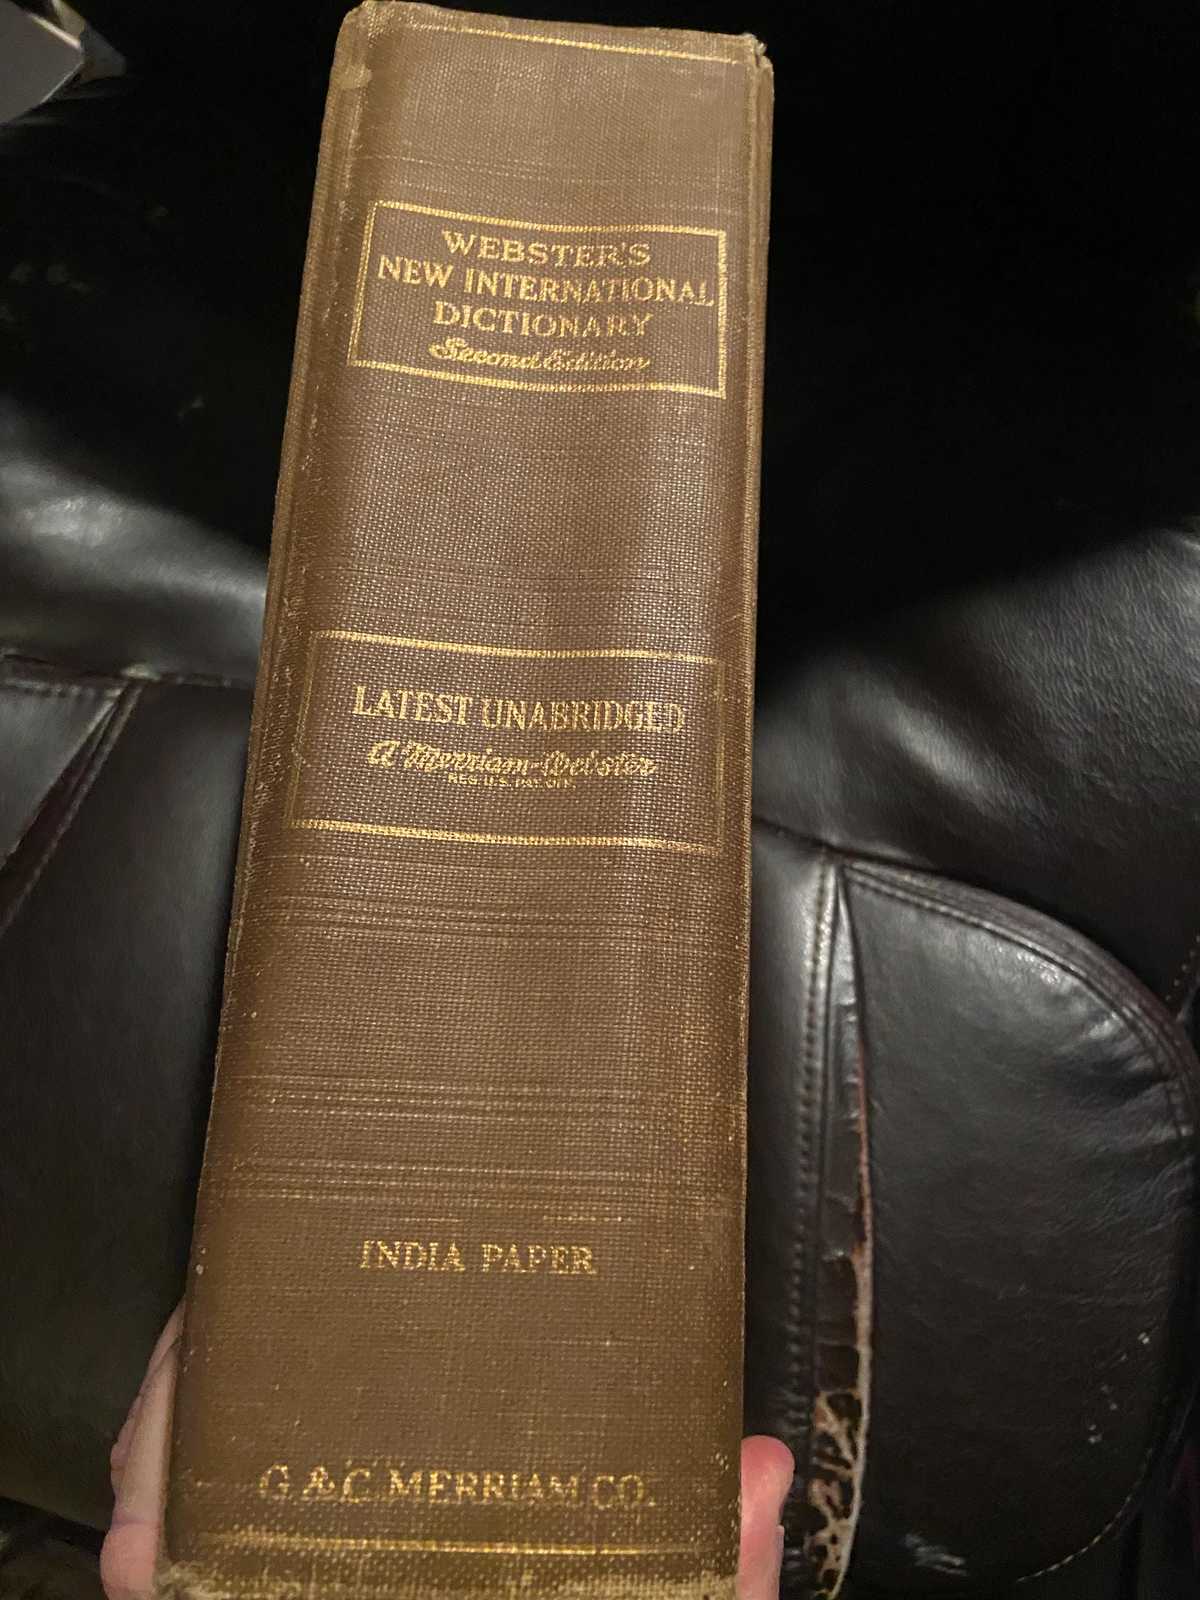 WEBSTER'S
NEW INTERNATIONAL
DICTIONARY
Second Edition
LATEST UNABRIDGED
A Merriam-Webster
REG. U.S. PAT. OFF.
INDIA PAPER
G. & C. MERRIAM CO.